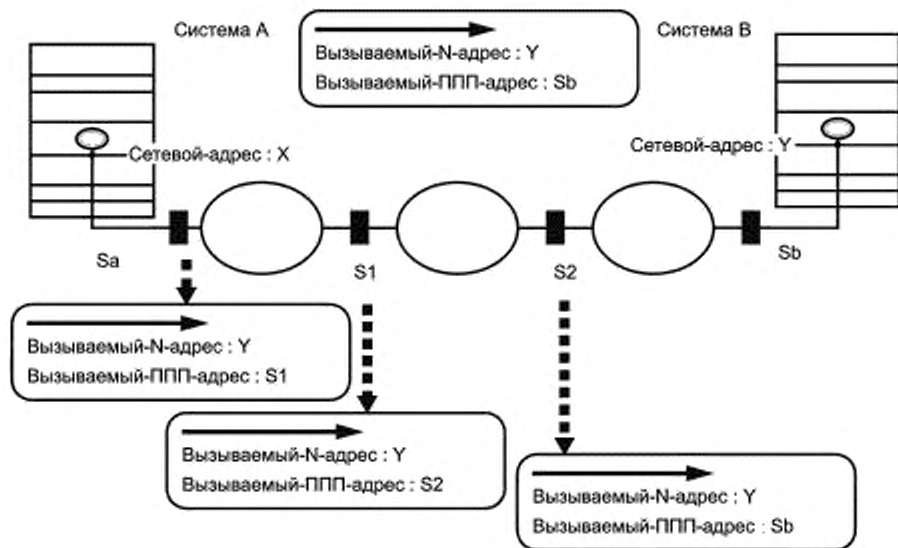 Система А
Вызываемый-N-адрес : Y
Вызываемый-ППП-адрес : Sb
Система В
Сетевой-адрес : X
Сетевой-адрес : Y
Sa
S1
S2
Sb
Вызываемый-N-адрес : Y
Вызываемый-ППП-адрес : S1
Вызываемый-N-адрес : Y
Вызываемый-ППП-адрес : S2
Вызываемый-N-адрес : Y
Вызываемый-ППП-адрес : Sb